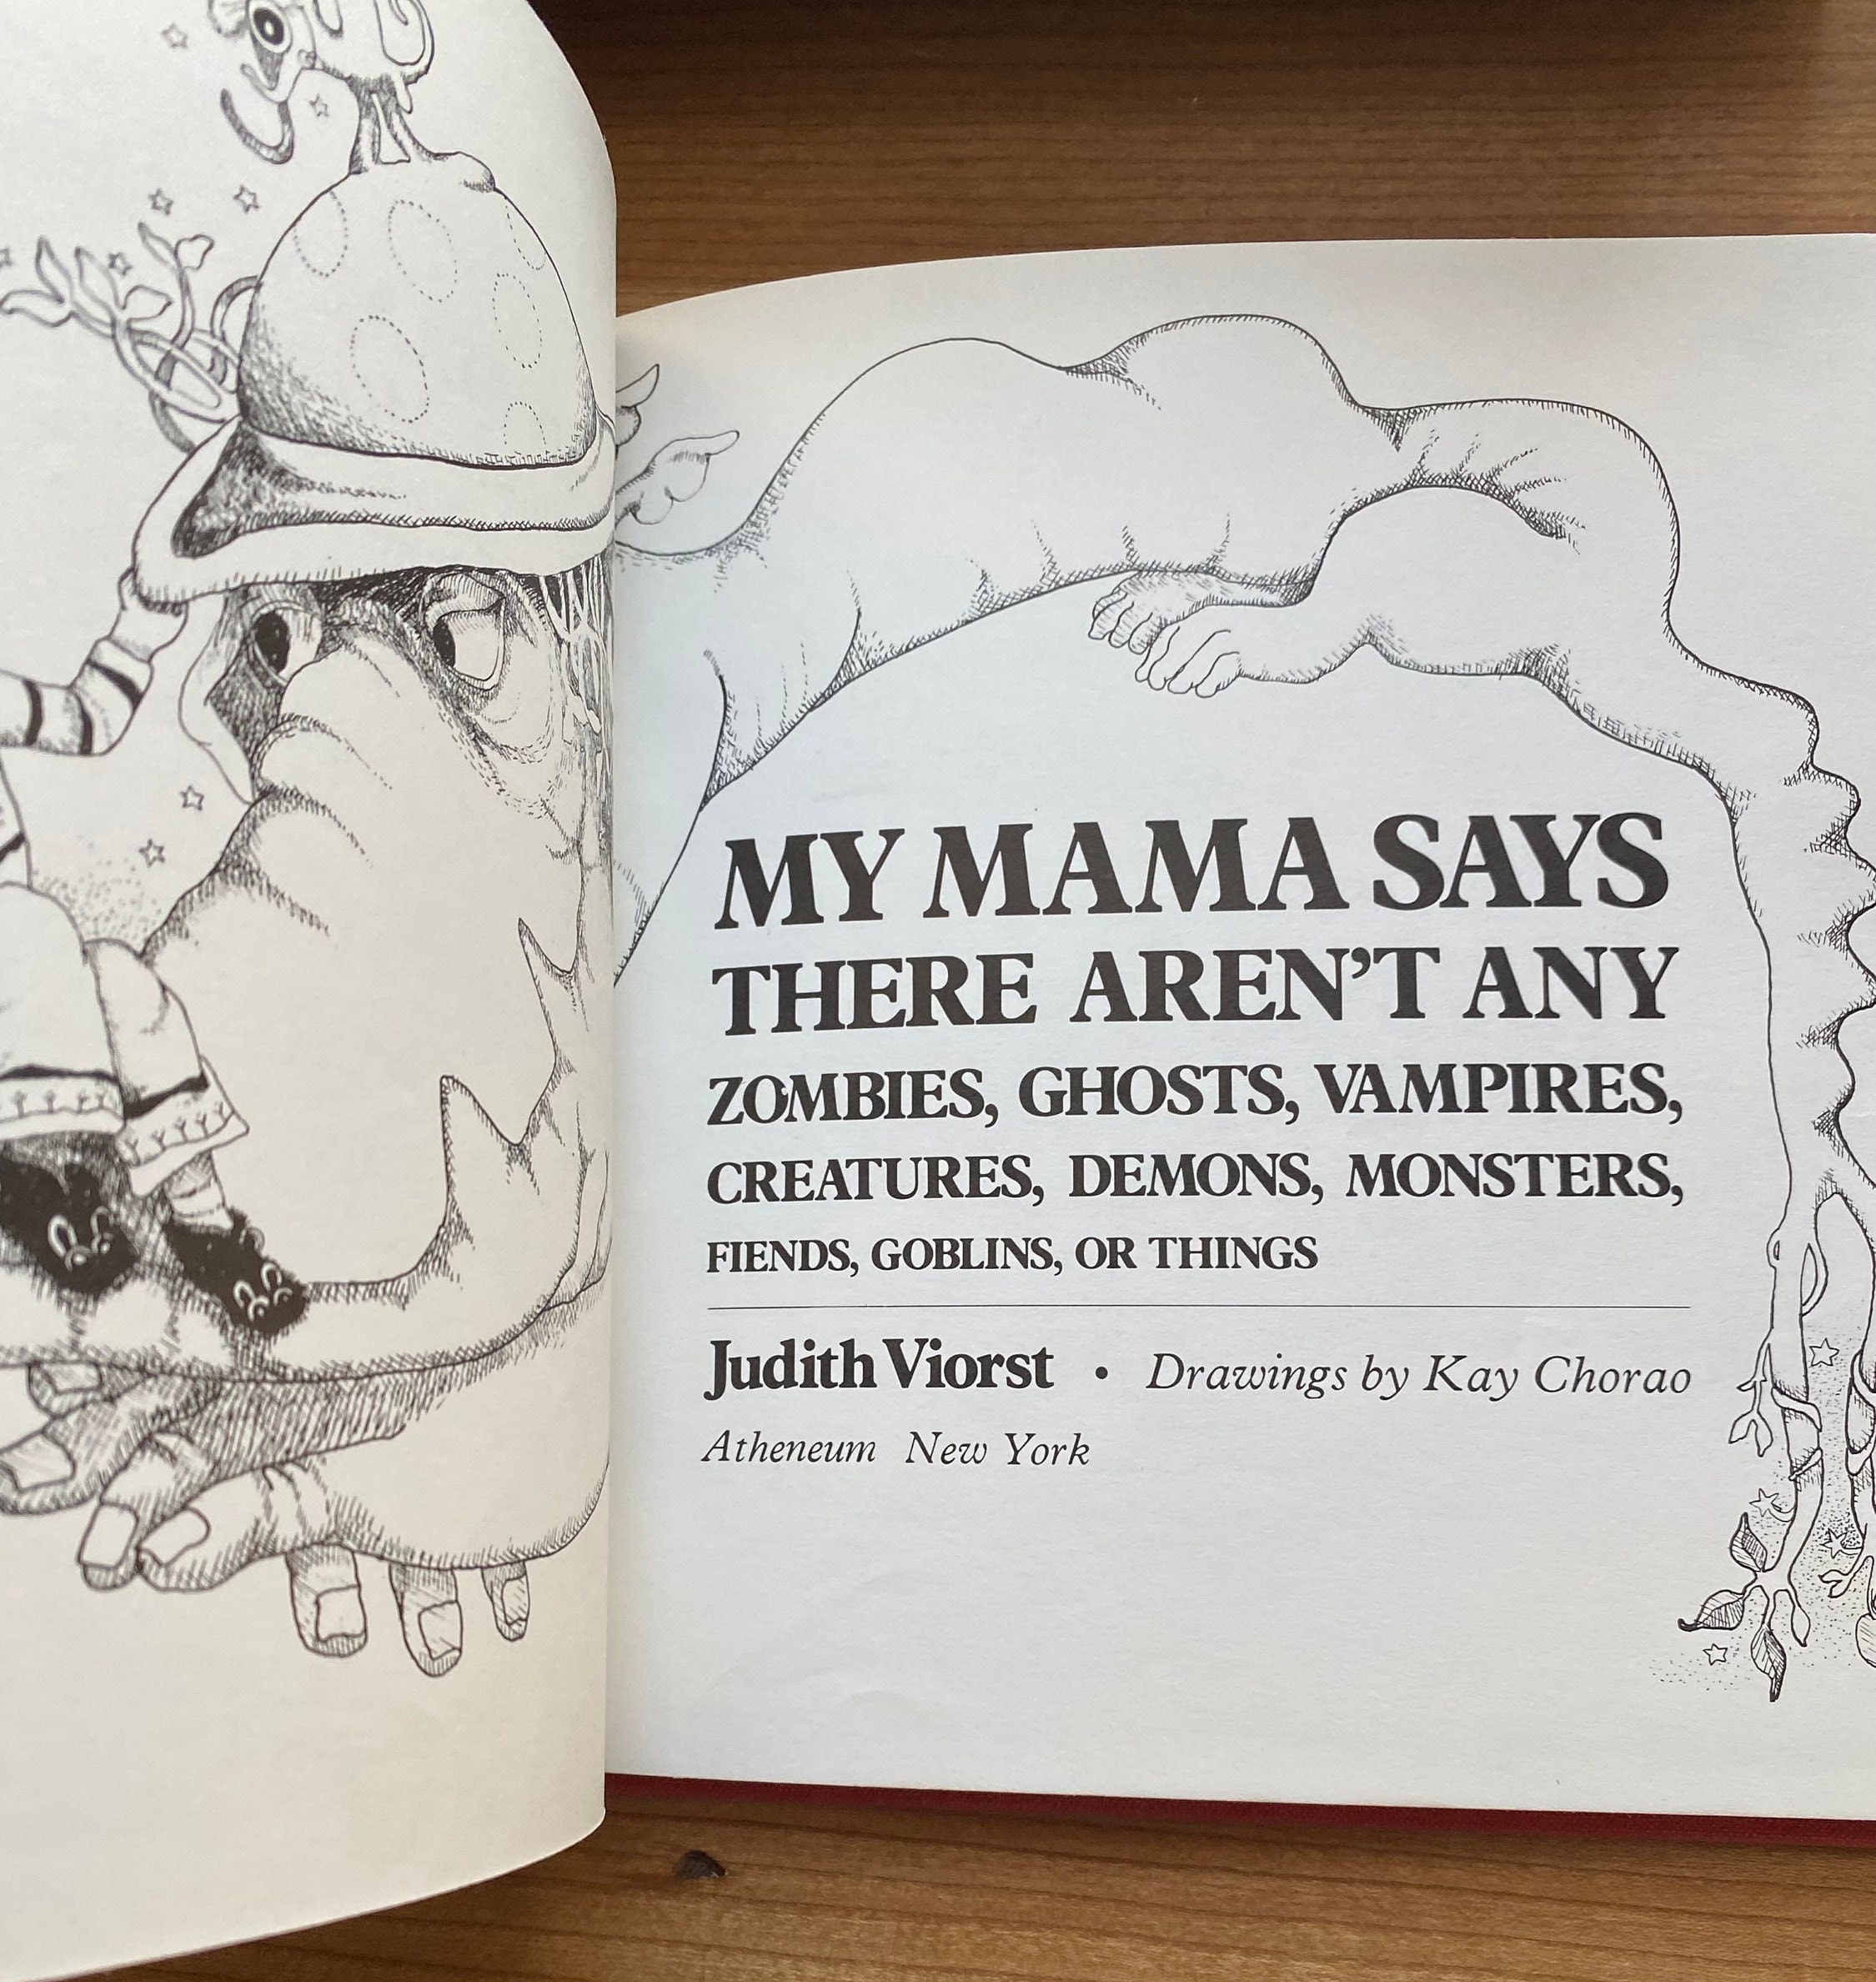 MY MAMA SAYS
THERE AREN'T ANY
ZOMBIES, GHOSTS, VAMPIRES,
CREATURES, DEMONS, MONSTERS,
FIENDS, GOBLINS, OR THINGS
Judith Viorst • Drawings by Kay Chorao
Atheneum New York